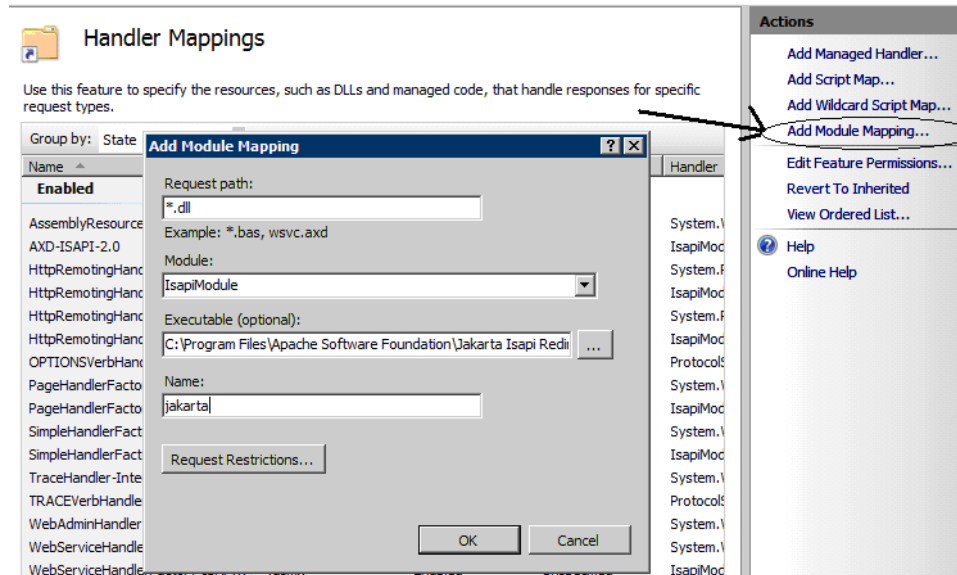 Handler Mappings
Use this feature to specify the resources, such as DLLs and managed code, that handle responses for specific
request types.
Group by: State
Name
Handler
Enabled
AssemblyResource
System.
AXD-ISAPI-2.0
IsapiMod
HttpRemotingHand
System.
HttpRemotingHand
IsapiMod
HttpRemotingHand
System.
HttpRemotingHand
IsapiMod
OPTIONSVerbHand
ProtocolS
PageHandlerFacto
System.
PageHandlerFacto
IsapiMod
SimpleHandlerFact
System.
SimpleHandlerFact
IsapiMod
TraceHandler-Inte
System.
TRACEVerbHandle
ProtocolS
WebAdminHandler
System.
WebServiceHandle
System.
WebServiceHandle
IsapiMod
Add Module Mapping
Request path:
*.dll
Example: *.bas, wsvc.axd
Module:
IsapiModule
Executable (optional):
C:\Program Files\Apache Software Foundation\Jakarta Isapi Redir
...
Name:
jakarta
Request Restrictions...
OK
Cancel
Actions
Add Managed Handler...
Add Script Map...
Add Wildcard Script Map...
Add Module Mapping...
Edit Feature Permissions...
Revert To Inherited
View Ordered List...
Help
Online Help